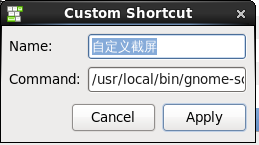 Custom Shortcut
Name: 自定义截屏
Command: /usr/local/bin/gnome-sc
Cancel Apply